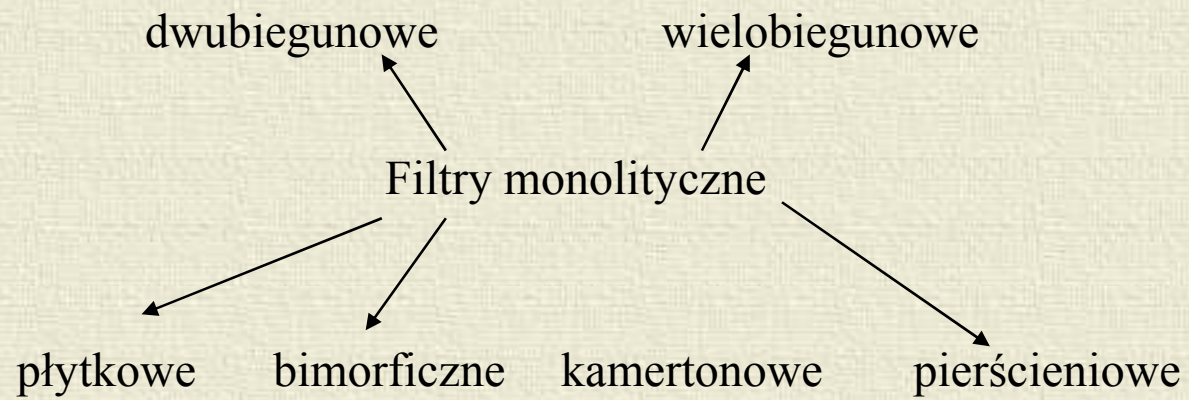 dwubiegunowe wielobiegunowe
Filtry monolityczne
płytkowe bimorficzne kamertonowe pierścieniowe